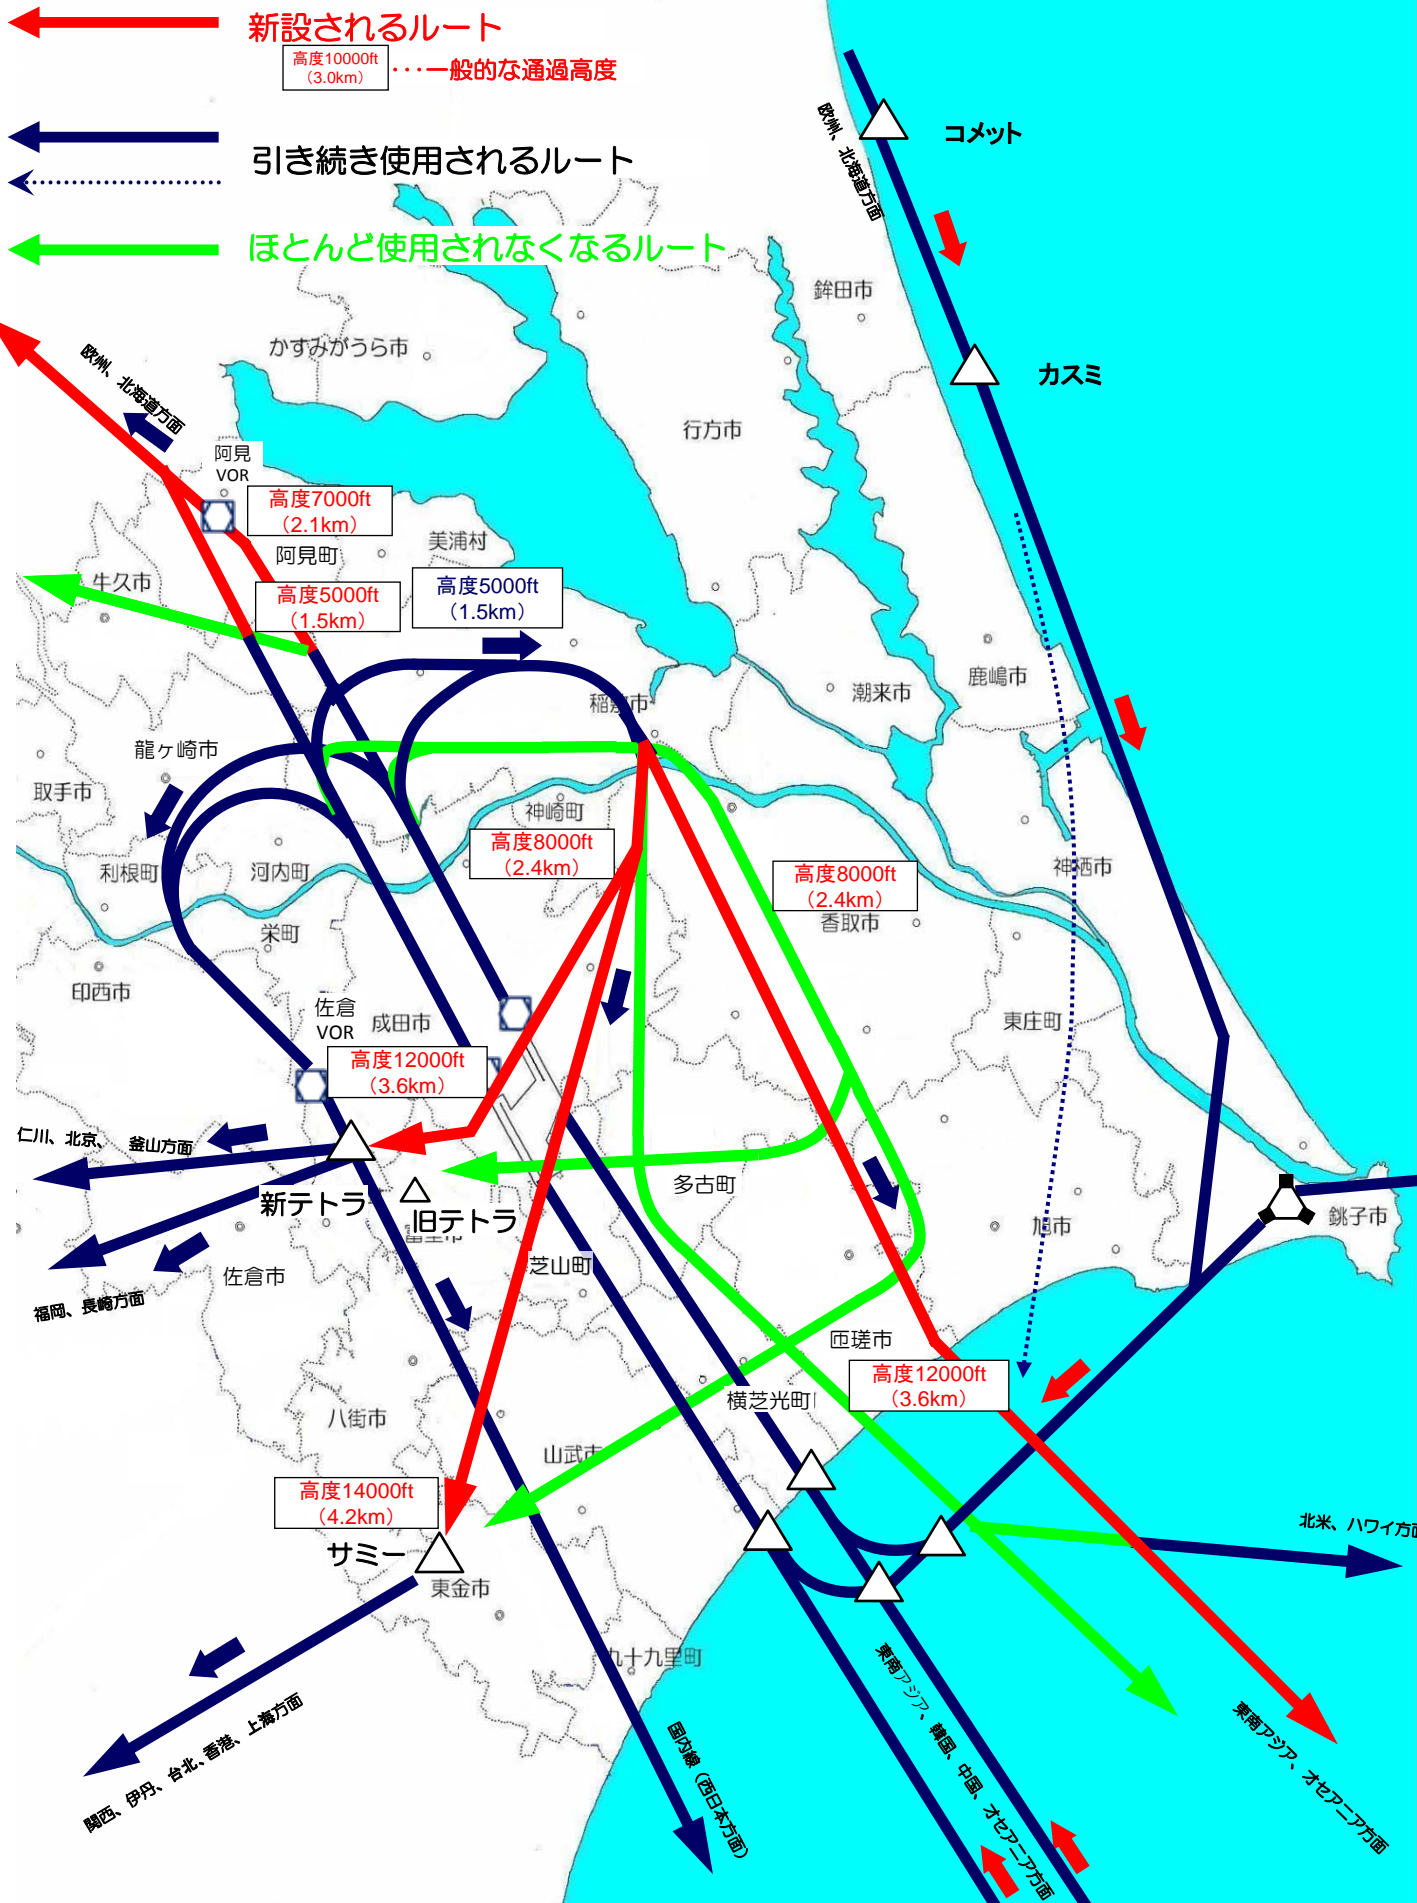 新設されるルート
高度10000ft
（3.0km）
･･･一般的な通過高度
引き続き使用されるルート
ほとんど使用されなくなるルート
欧州、北海道方面
コメット
カスミ
鉾田市
かすみがうら市
行方市
欧州、北海道方面
阿見
VOR
高度7000ft
（2.1km）
阿見町
美浦村
牛久市
高度5000ft
（1.5km）
高度5000ft
（1.5km）
稲敷市
潮来市
鹿嶋市
龍ヶ崎市
取手市
神崎町
高度8000ft
（2.4km）
高度8000ft
（2.4km）
神栖市
利根町
河内町
香取市
栄町
印西市
佐倉
VOR
成田市
東庄町
高度12000ft
（3.6km）
仁川、北京、釜山方面
新テトラ
旧テトラ
多古町
旭市
銚子市
富里市
佐倉市
芝山町
福岡、長崎方面
匝瑳市
高度12000ft
（3.6km）
横芝光町
八街市
山武市
高度14000ft
（4.2km）
サミー
東金市
北米、ハワイ方面
九十九里町
関西、伊丹、台北、香港、上海方面
国内線（西日本方面）
東南アジア、韓国、中国、オセアニア方面
東南アジア、オセアニア方面